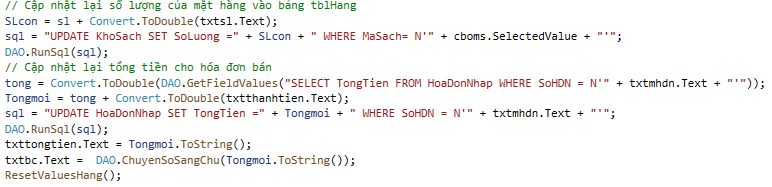 // Cập nhật lại số lượng của mặt hàng vào báng tblHang
SLcon = sl + Convert.ToDouble(txtsl.Text);
sql = "UPDATE KhoSach SET SoLuong =" + SLcon + " WHERE MaSach= N'" + cboms.SelectedValue + "'";
DAO.RunSql(sql);
// Cập nhật lại tổng tiền cho hóa đơn bán
tong = Convert.ToDouble(DAO.GetFieldValues("SELECT TongTien FROM HoaDonNhap WHERE SoHDN = N'" + txtmhdn.Text + "'"));
Tongmoi = tong + Convert.ToDouble(txtthanhtien.Text);
sql = "UPDATE HoaDonNhap SET TongTien =" + Tongmoi + " WHERE SoHDN = N'" + txtmhdn.Text + "'";
DAO.RunSql(sql);
txttongtien.Text = Tongmoi.ToString();
txtbc.Text =  DAO.ChuyenSoSangChu(Tongmoi.ToString());
ResetValuesHang();